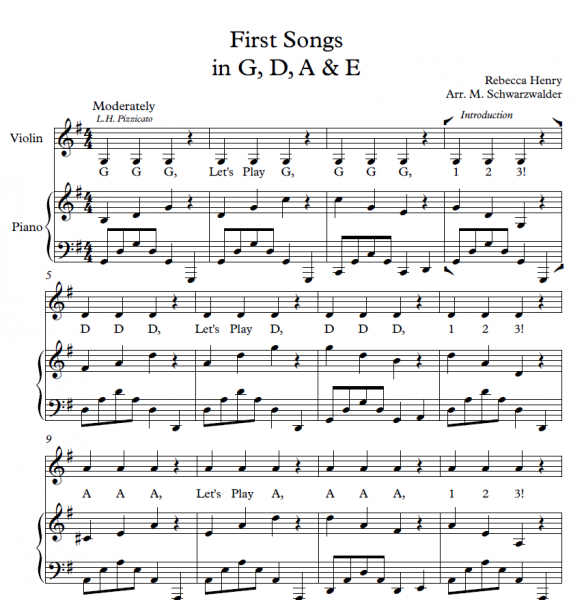 First Songs
in G, D, A & E
Rebecca Henry
Arr. M. Schwarzwalder
Moderately
L.H. Pizzicato
Introduction
Violin
G G G, Let's Play G, G G G, 1 2 3!
Piano
5
D D D, Let's Play D, D D D, 1 2 3!
9
A A A, Let's Play A, A A A, 1 2 3!